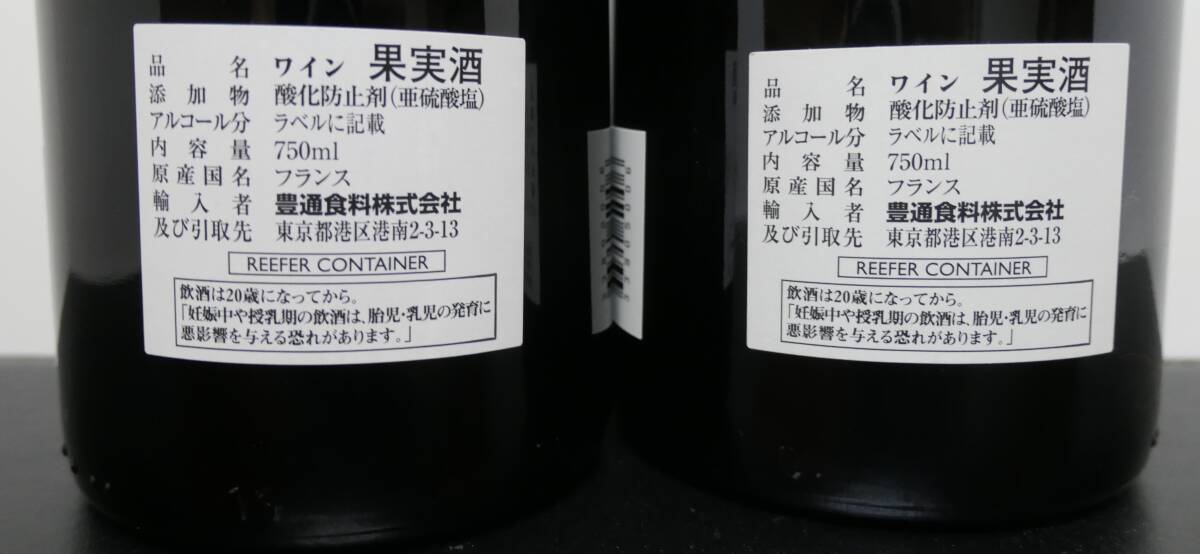 品名 ワイン 果実酒
添加物 酸化防止剤(亜硫酸塩)
アルコール分 ラベルに記載
内容量 750ml
原産国名 フランス
輸入者 豊通食料株式会社
及び引取先 東京都港区港南2-3-13
REEFER CONTAINER
飲酒は20歳になってから。
「妊娠中や授乳期の飲酒は、胎児・乳児の発育に
悪影響を与える恐れがあります。」
品名 ワイン 果実酒
添加物 酸化防止剤(亜硫酸塩)
アルコール分 ラベルに記載
内容量 750ml
原産国名 フランス
輸入者 豊通食料株式会社
及び引取先 東京都港区港南2-3-13
REEFER CONTAINER
飲酒は20歳になってから。
「妊娠中や授乳期の飲酒は、胎児・乳児の発育に
悪影響を与える恐れがあります。」